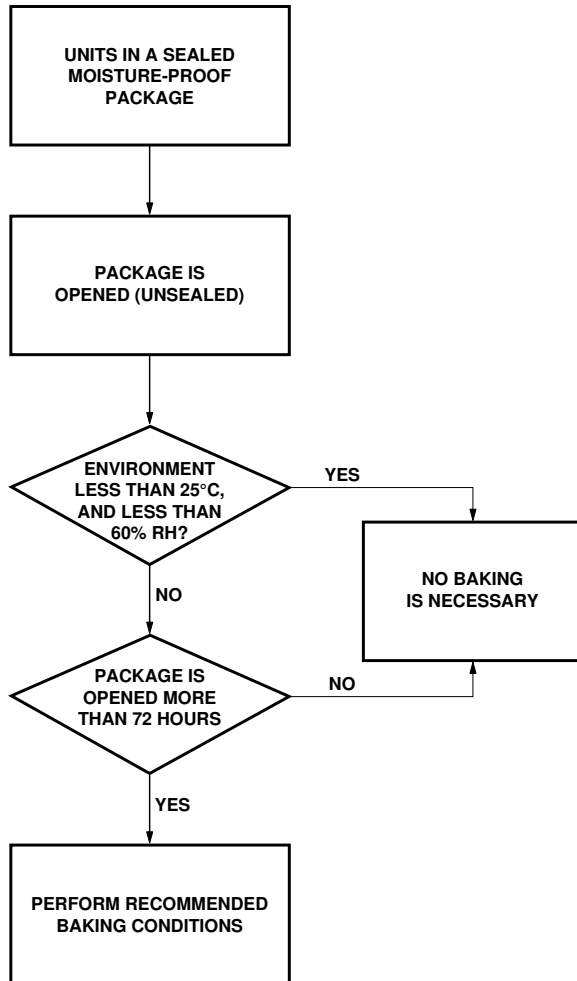 UNITS IN A SEALED
MOISTURE-PROOF
PACKAGE
PACKAGE IS
OPENED (UNSEALED)
ENVIRONMENT
LESS THAN 25°C,
AND LESS THAN
60% RH?
YES
NO BAKING
IS NECESSARY
NO
PACKAGE IS
OPENED MORE
THAN 72 HOURS
NO
YES
PERFORM RECOMMENDED
BAKING CONDITIONS